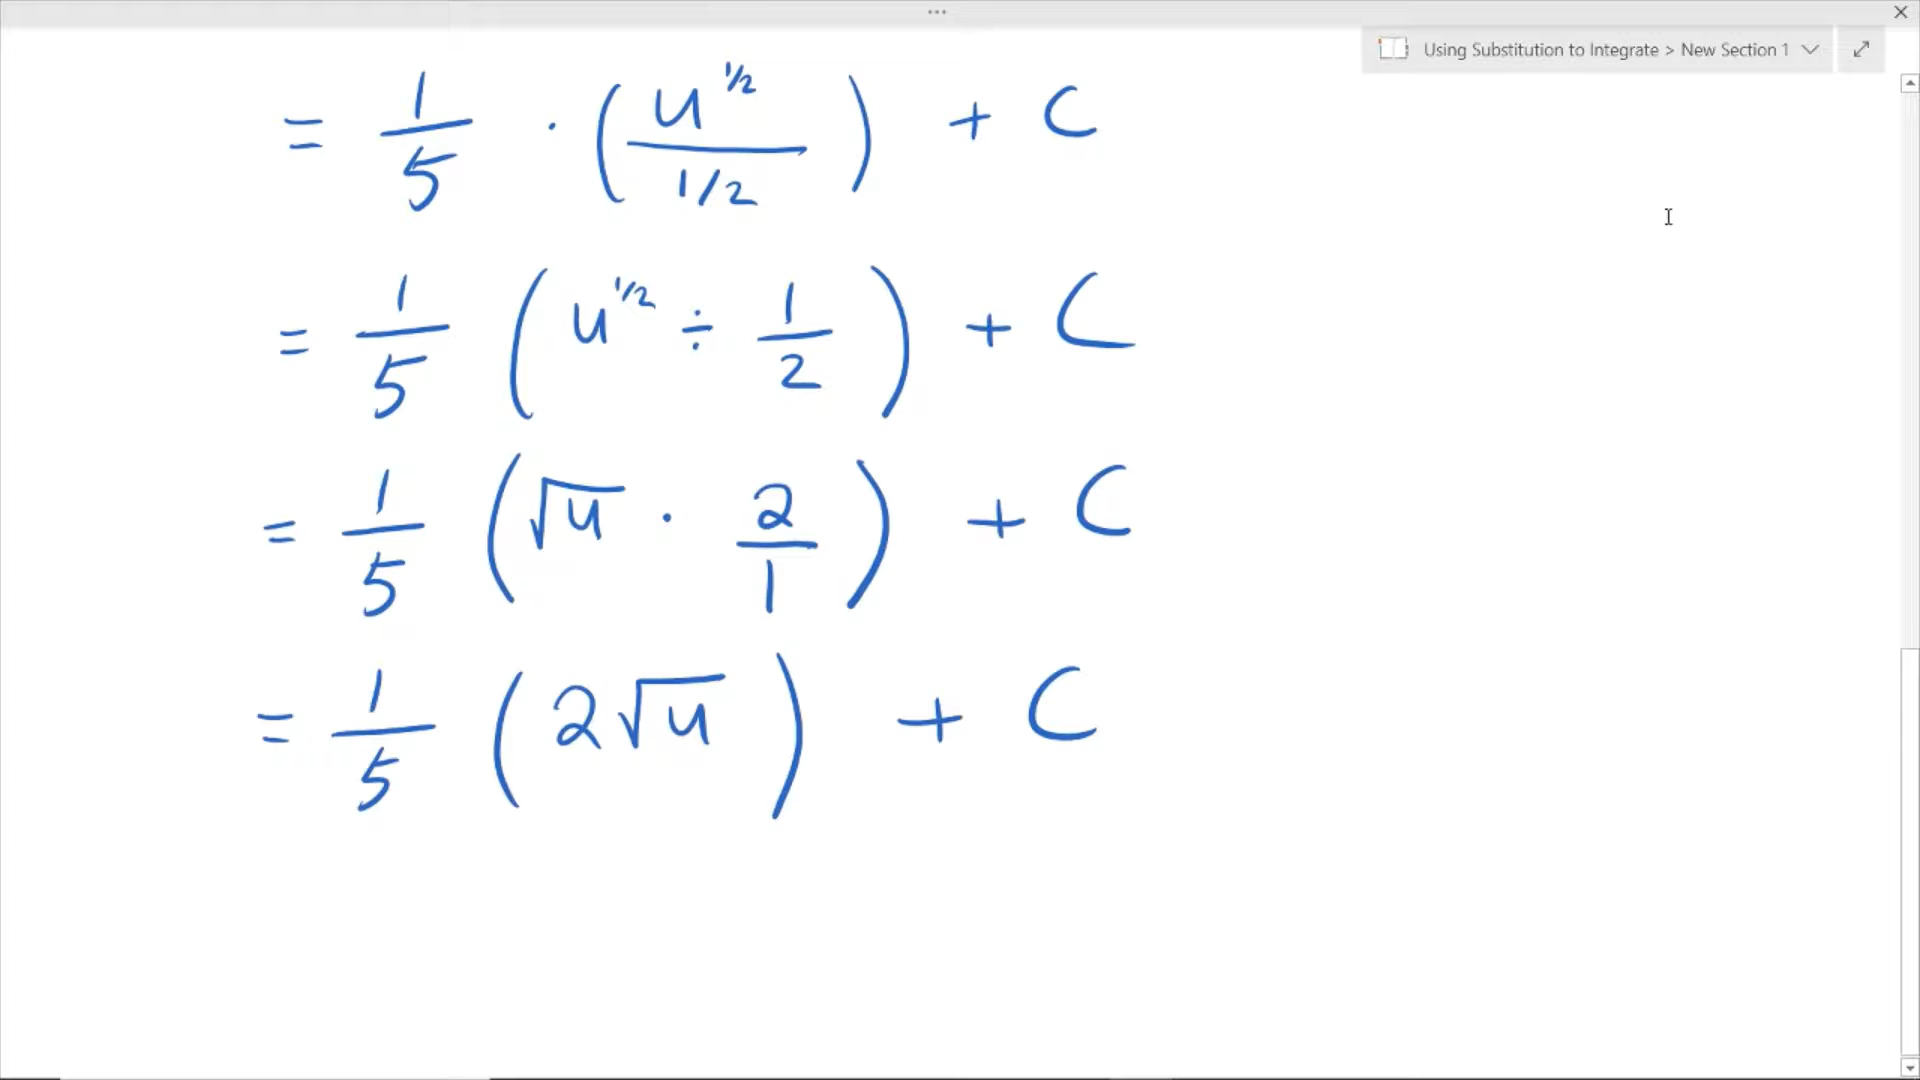 Using Substitution to Integrate > New Section 1
= 1/5 · (u^1/2 / 1/2) + C
= 1/5 (u^1/2 ÷ 1/2) + C
= 1/5 (√u · 2/1) + C
= 1/5 (2√u) + C